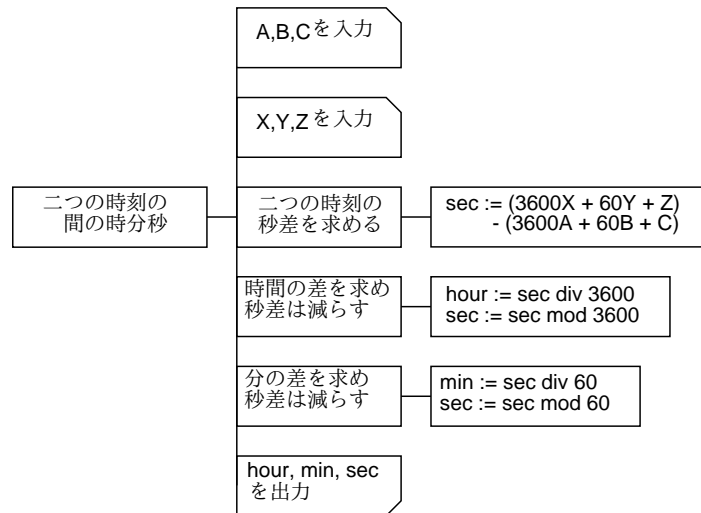 A,B,Cを入力
X,Y,Zを入力
二つの時刻の
間の時分秒
二つの時刻の
秒差を求める
sec := (3600X + 60Y + Z)
- (3600A + 60B + C)
時間の差を求め
秒差は減らす
hour := sec div 3600
sec := sec mod 3600
分の差を求め
秒差は減らす
min := sec div 60
sec := sec mod 60
hour, min, sec
を出力